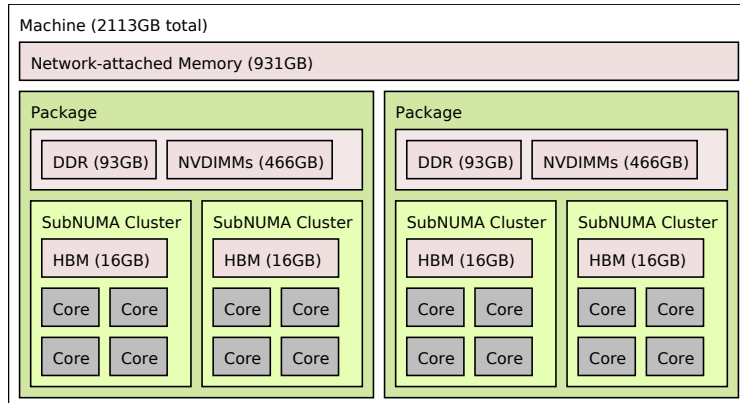 Machine (2113GB total)
Network-attached Memory (931GB)
Package
DDR (93GB) NVDIMMs (466GB)
SubNUMA Cluster
HBM (16GB)
Core Core
Core Core
SubNUMA Cluster
HBM (16GB)
Core Core
Core Core
Package
DDR (93GB) NVDIMMs (466GB)
SubNUMA Cluster
HBM (16GB)
Core Core
Core Core
SubNUMA Cluster
HBM (16GB)
Core Core
Core Core